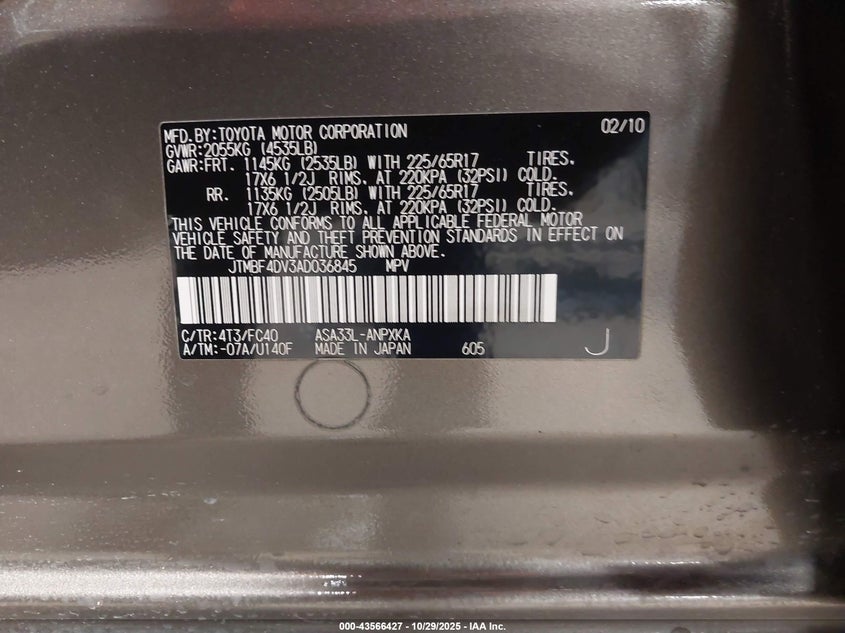 MFD.BY:TOYOTA MOTOR CORPORATION 02/10
GVWR:2055KG (4535LB)
GAWR:FRT. 1145KG (2535LB) WITH 225/65R17 TIRES.
17X6 1/2J RIMS. AT 220KPA (32PSI) COLD.
RR. 1135KG (2505LB) WITH 225/65R17 TIRES.
17X6 1/2J RIMS. AT 220KPA (32PSI) COLD.
THIS VEHICLE CONFORMS TO ALL APPLICABLE FEDERAL MOTOR
VEHICLE SAFETY AND THEFT PREVENTION STANDARDS IN EFFECT ON
THE DATE OF MANUFACTURE SHOWN ABOVE.
JTMBF4DV3AD036845 MPV
C/TR:4T3/FC40 ASA33L-ANPXKA
A/TM:-07A/U140F MADE IN JAPAN 605 J
000-43566427 - 10/29/2025 - IAA Inc.